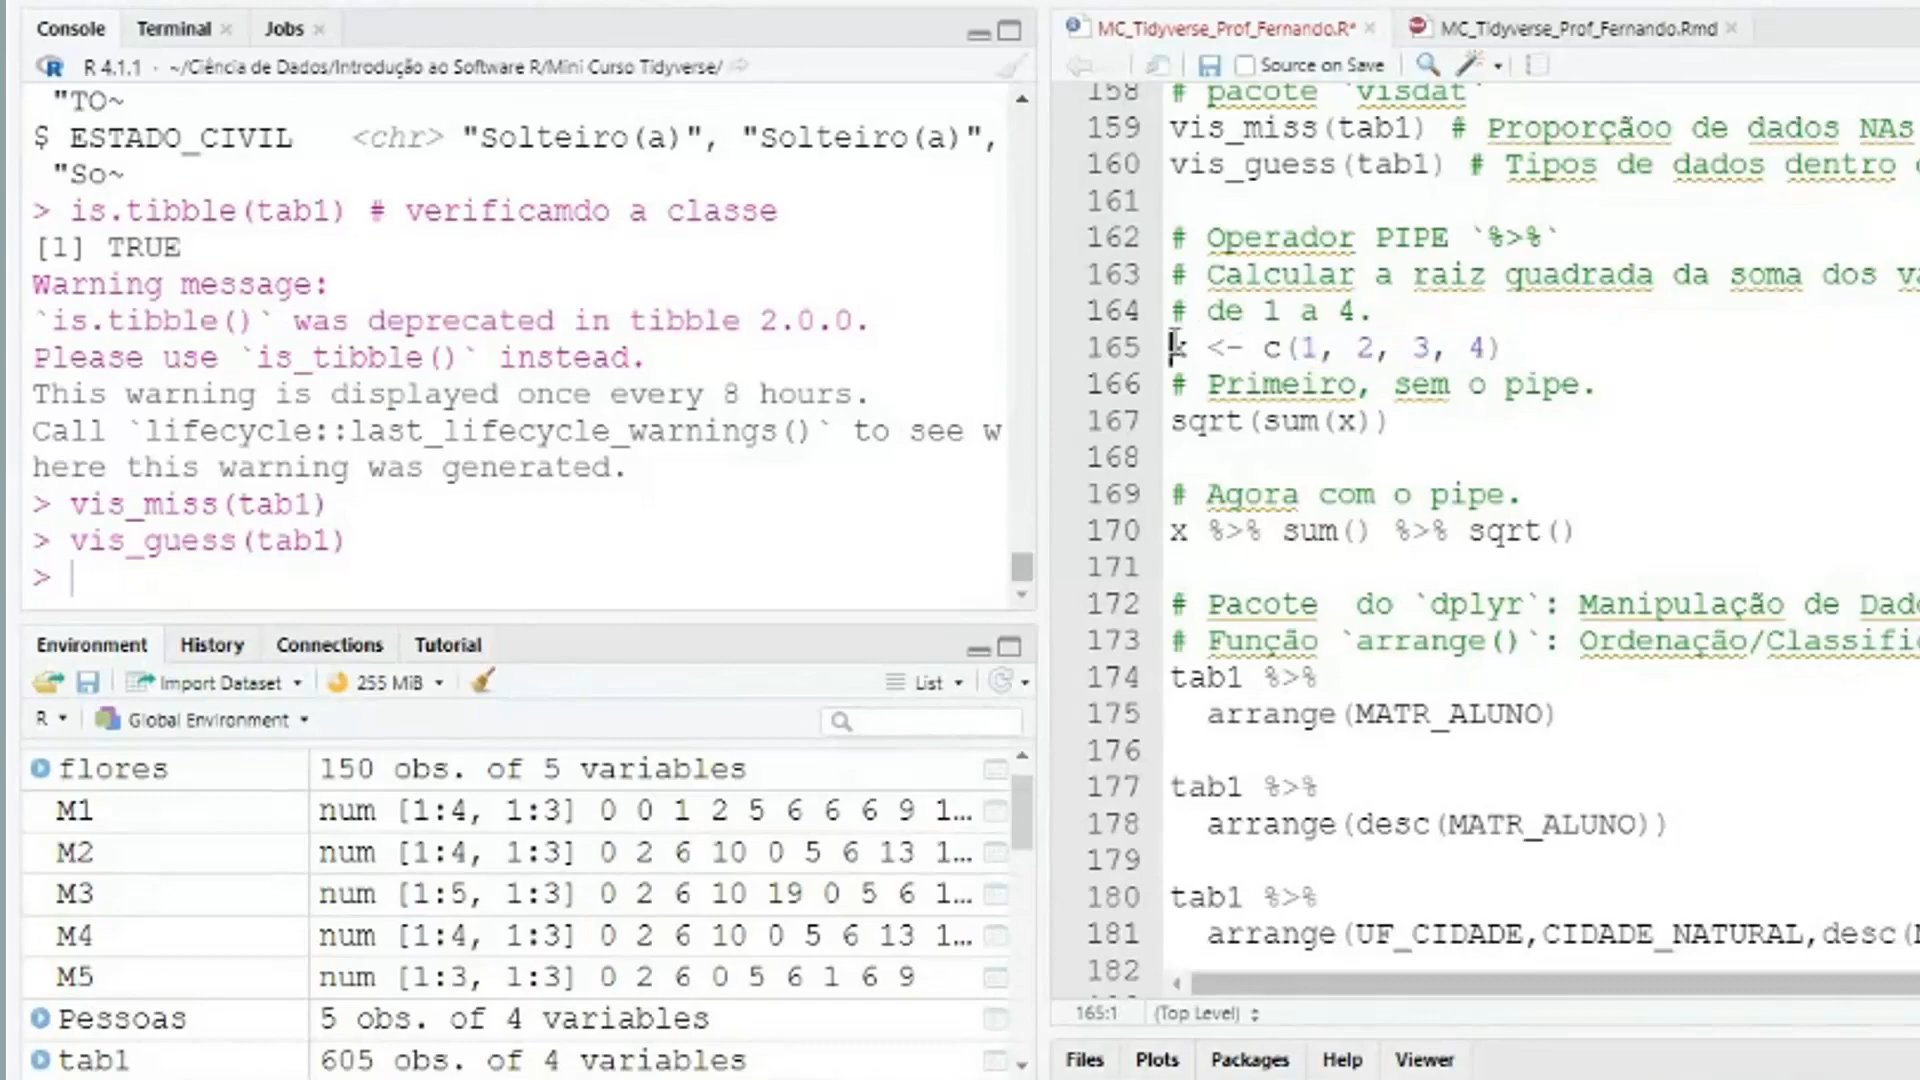 Console Terminal Jobs
R 4.1.1 · ~/Ciência de Dados/Introdução ao Software R/Mini Curso Tidyverse/
"TO~
$ ESTADO_CIVIL <chr> "Solteiro(a)", "Solteiro(a)",
"So~
> is.tibble(tab1) # verificamdo a classe
[1] TRUE
Warning message:
`is.tibble()` was deprecated in tibble 2.0.0.
Please use `is_tibble()` instead.
This warning is displayed once every 8 hours.
Call `lifecycle::last_lifecycle_warnings()` to see w
here this warning was generated.
> vis_miss(tab1)
> vis_guess(tab1)
>
Environment History Connections Tutorial
Import Dataset 255 MiB List
R Global Environment
flores 150 obs. of 5 variables
M1 num [1:4, 1:3] 0 0 1 2 5 6 6 6 9 1...
M2 num [1:4, 1:3] 0 2 6 10 0 5 6 13 1...
M3 num [1:5, 1:3] 0 2 6 10 19 0 5 6 1...
M4 num [1:4, 1:3] 0 2 6 10 0 5 6 13 1...
M5 num [1:3, 1:3] 0 2 6 0 5 6 1 6 9
Pessoas 5 obs. of 4 variables
tab1 605 obs. of 4 variables
MC_Tidyverse_Prof_Fernando.R* MC_Tidyverse_Prof_Fernando.Rmd
Source on Save
158 # pacote `visdat`
159 vis_miss(tab1) # Proporçãoo de dados NAs
160 vis_guess(tab1) # Tipos de dados dentro
161
162 # Operador PIPE `%>%`
163 # Calcular a raiz quadrada da soma dos va
164 # de 1 a 4.
165 x <- c(1, 2, 3, 4)
166 # Primeiro, sem o pipe.
167 sqrt(sum(x))
168
169 # Agora com o pipe.
170 x %>% sum() %>% sqrt()
171
172 # Pacote do `dplyr`: Manipulação de Dado
173 # Função `arrange()`: Ordenação/Classifi
174 tab1 %>%
175 arrange(MATR_ALUNO)
176
177 tab1 %>%
178 arrange(desc(MATR_ALUNO))
179
180 tab1 %>%
181 arrange(UF_CIDADE,CIDADE_NATURAL,desc(
182
165:1 (Top Level)
Files Plots Packages Help Viewer